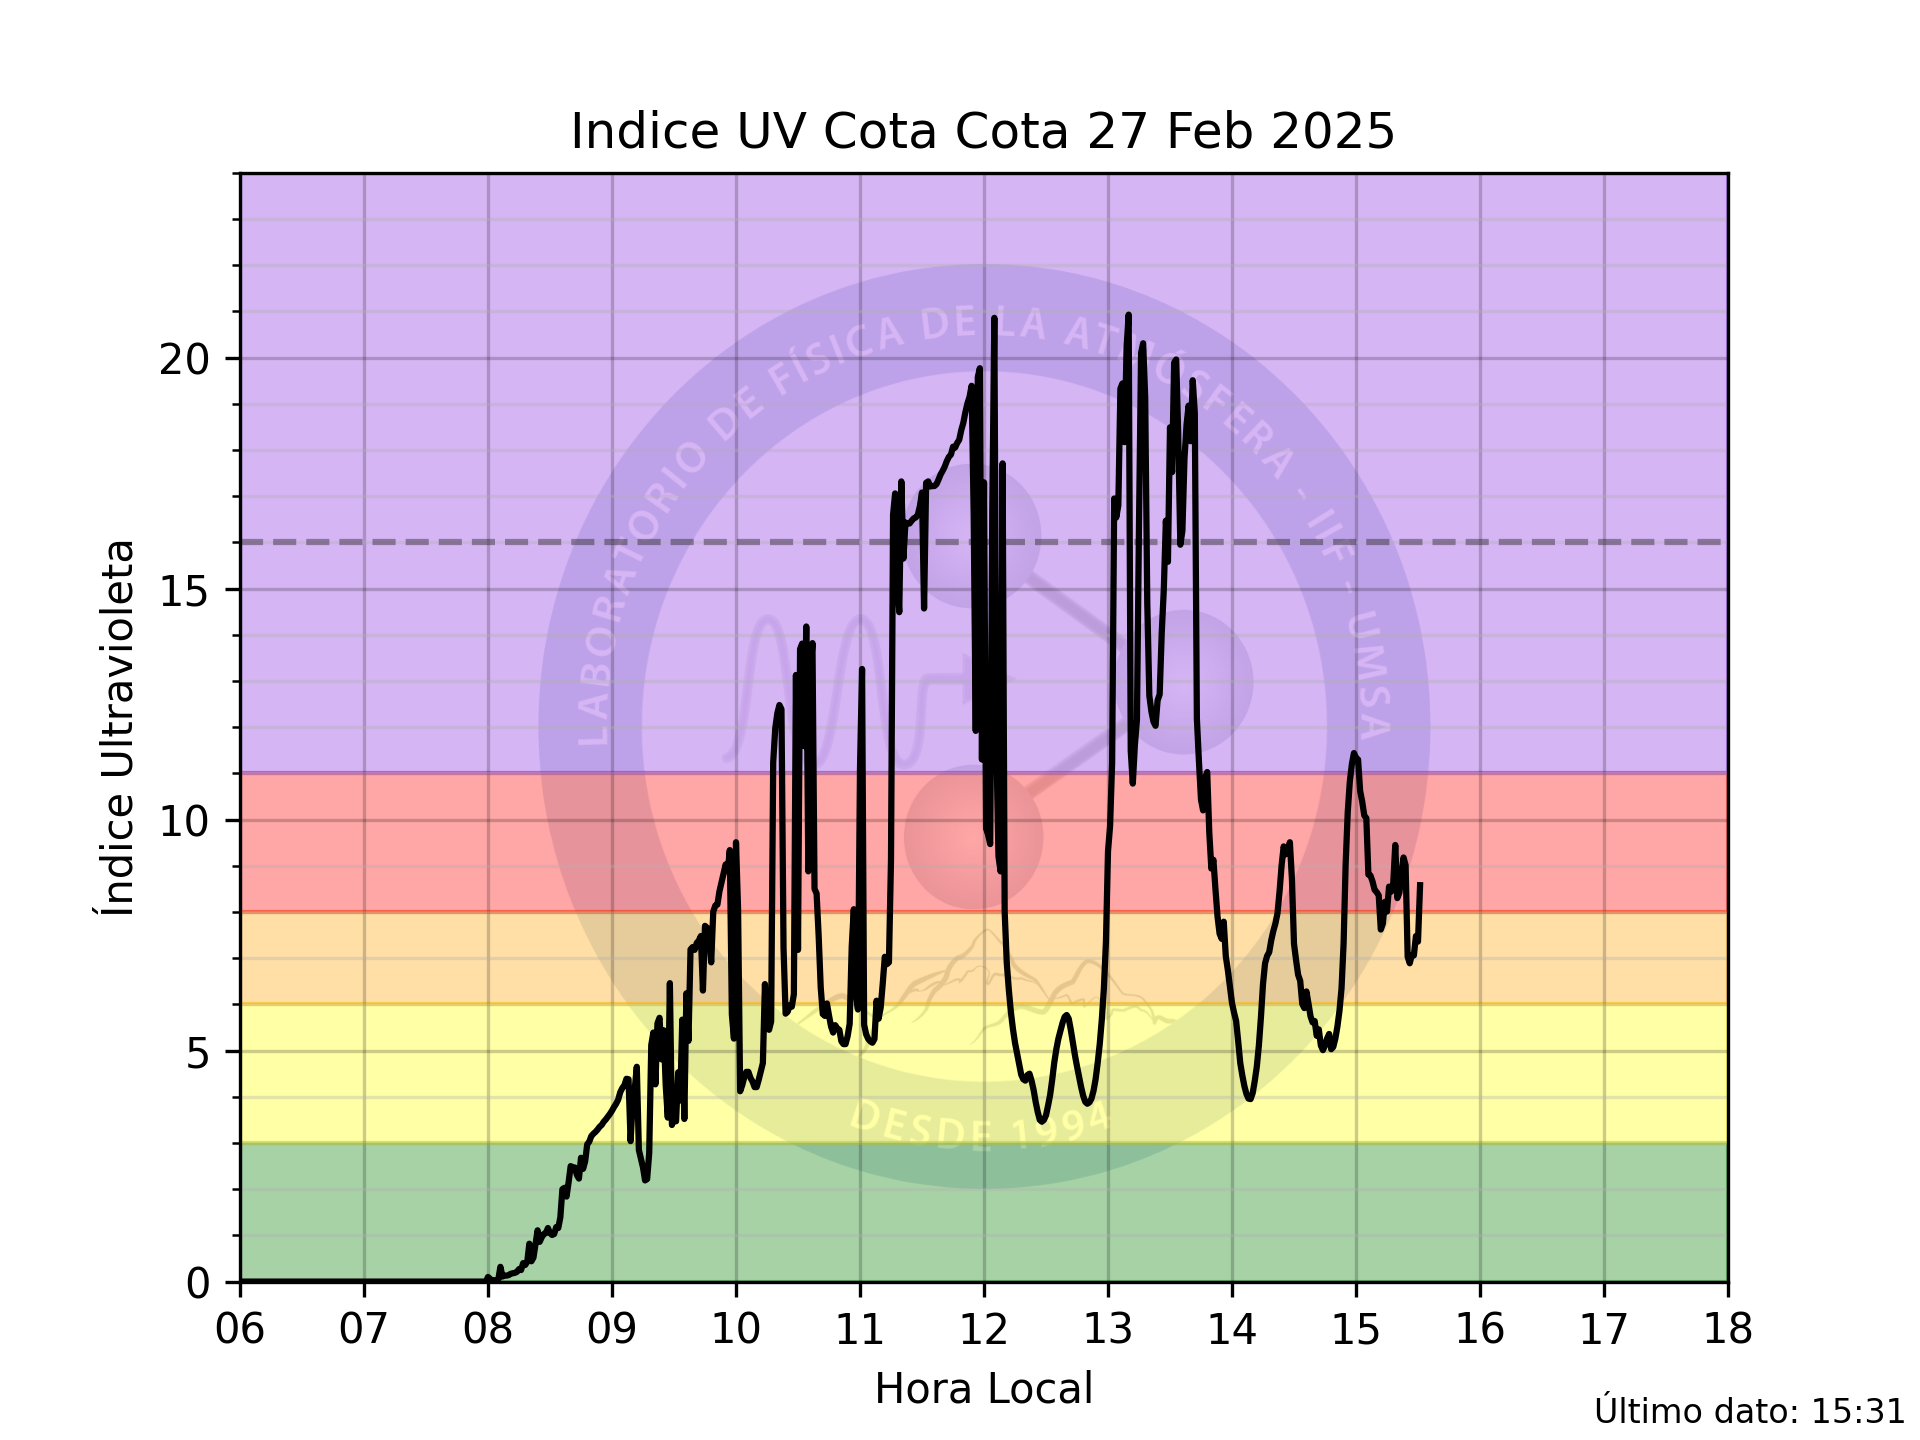 Indice UV Cota Cota 27 Feb 2025
LABORATORIO DE FÍSICA DE LA ATMÓSFERA - IIF - UMSA
DESDE 1994
Índice Ultravioleta
20
15
10
5
0
06 07 08 09 10 11 12 13 14 15 16 17 18
Hora Local
Último dato: 15:31